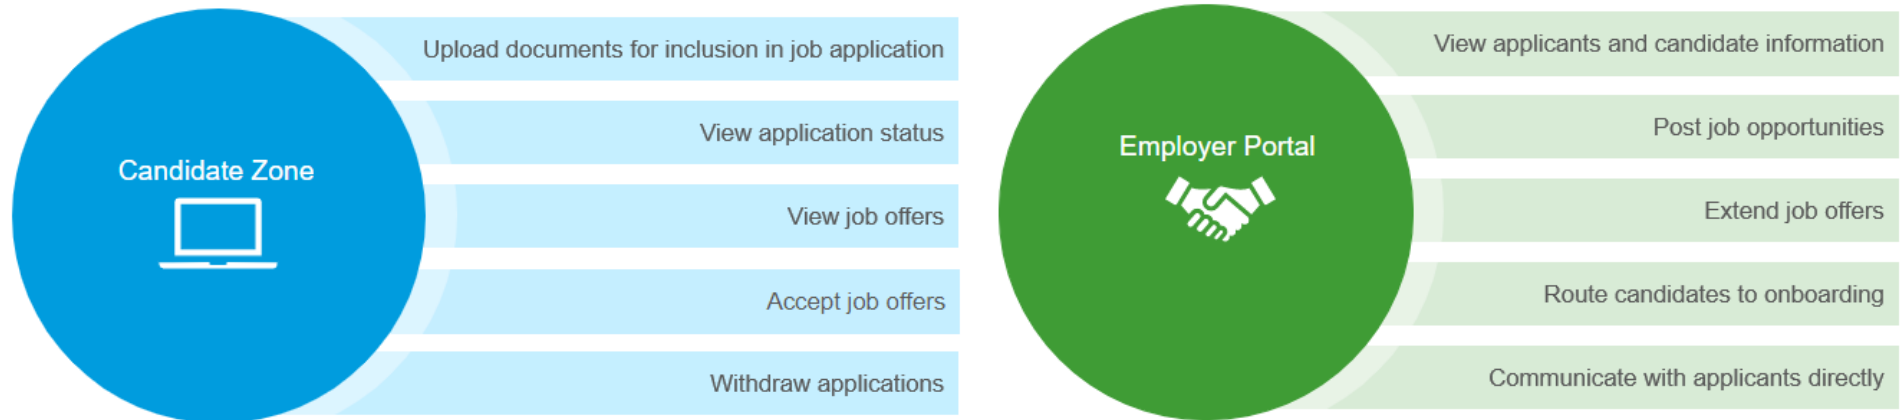 Candidate Zone
Upload documents for inclusion in job application
View application status
View job offers
Accept job offers
Withdraw applications
Employer Portal
View applicants and candidate information
Post job opportunities
Extend job offers
Route candidates to onboarding
Communicate with applicants directly